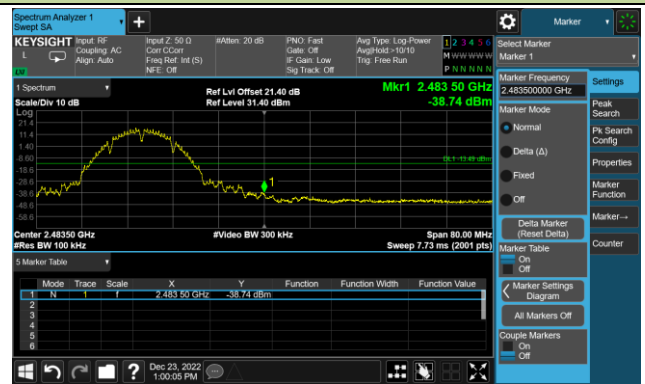 Spectrum Analyzer 1
Swept SA
Marker
KEYSIGHT
Input: RF
Coupling: AC
Align: Auto
Input Z: 50 Ω
Corr CCorr
Freq Ref: Int (S)
NFE: Off
#Atten: 20 dB
PNO: Fast
Gate: Off
IF Gain: Low
Sig Track: Off
Avg Type: Log-Power
Avg|Hold:>10/10
Trig: Free Run
1 2 3 4 5 6
M W W W W W
P N N N N N
L
LXI
Select Marker
Marker 1
1 Spectrum
Scale/Div 10 dB
Log
Ref Lvl Offset 21.40 dB
Ref Level 31.40 dBm
Mkr1 2.483 50 GHz
-38.74 dBm
21.4
11.4
1.40
-8.60
-18.6
-28.6
-38.6
-48.6
-58.6
DL1 -13.49 dBm
1
Center 2.48350 GHz
#Res BW 100 kHz
#Video BW 300 kHz
Span 80.00 MHz
Sweep 7.73 ms (2001 pts)
5 Marker Table
Mode Trace Scale X Y Function Function Width Function Value
1 N 1 f 2.483 50 GHz -38.74 dBm
2
3
4
5
6
Marker Frequency
2.483500000 GHz
Marker Mode
Normal
Delta (Δ)
Fixed
Off
Delta Marker
(Reset Delta)
Marker Table
On
Off
Marker Settings
Diagram
All Markers Off
Couple Markers
On
Off
Settings
Peak
Search
Pk Search
Config
Properties
Marker
Function
Marker→
Counter
?
Dec 23, 2022
1:00:05 PM